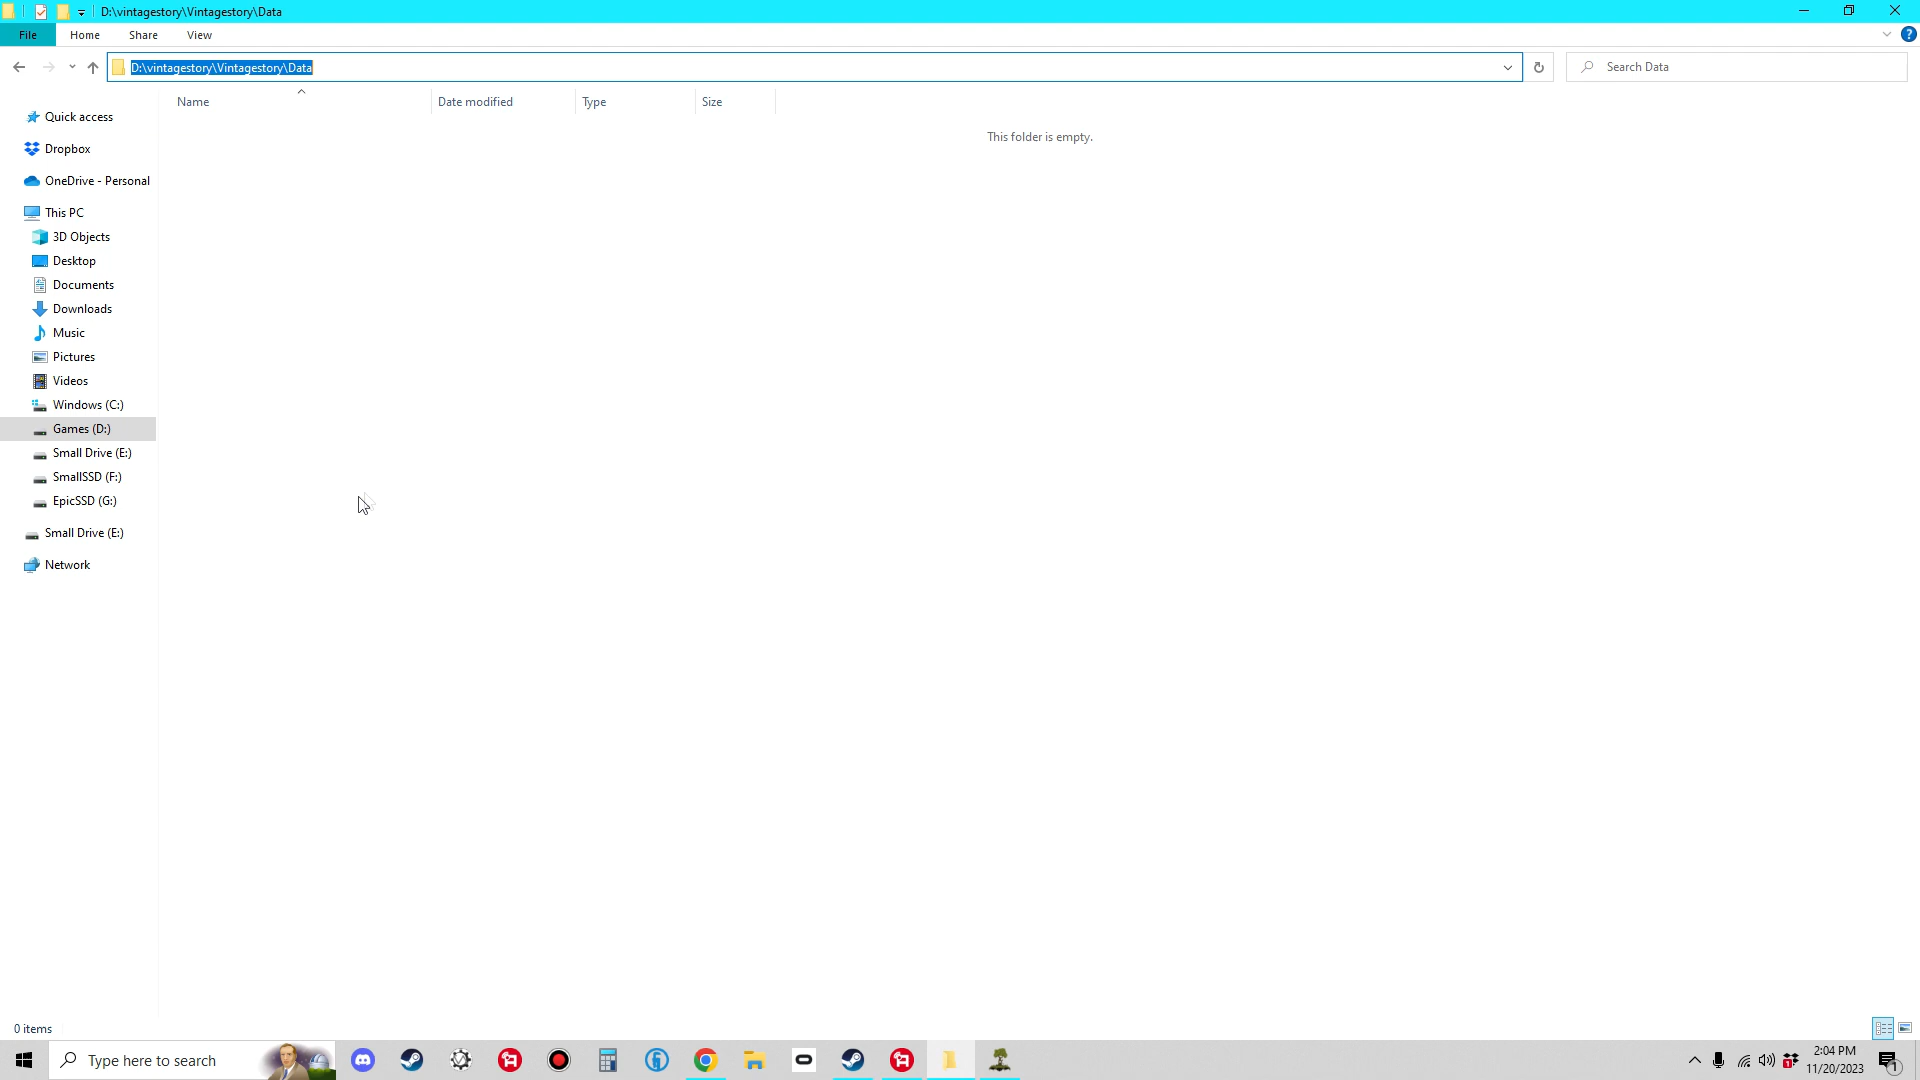 D:\vintagestory\Vintagestory\Data
File
Home
Share
View
?
D:\vintagestory\Vintagestory\Data
Search Data
Name
Date modified
Type
Size
This folder is empty.
Quick access
Dropbox
OneDrive - Personal
This PC
3D Objects
Desktop
Documents
Downloads
Music
Pictures
Videos
Windows (C:)
Games (D:)
Small Drive (E:)
SmallSSD (F:)
EpicSSD (G:)
Small Drive (E:)
Network
0 items
Type here to search
2:04 PM
11/20/2023
1
1